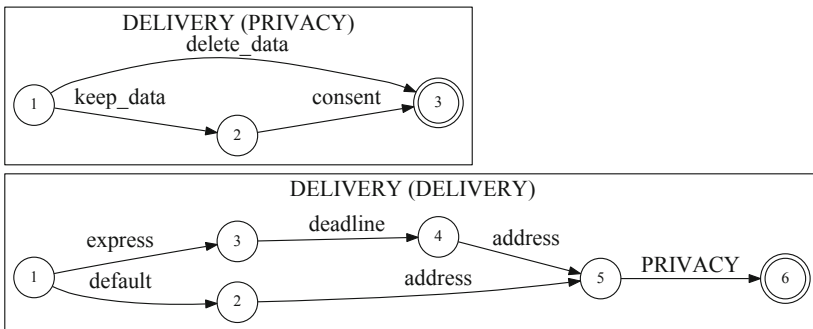 DELIVERY (PRIVACY)
delete_data
keep_data
consent
1
2
3
DELIVERY (DELIVERY)
express
deadline
address
default
address
PRIVACY
1
3
4
2
5
6